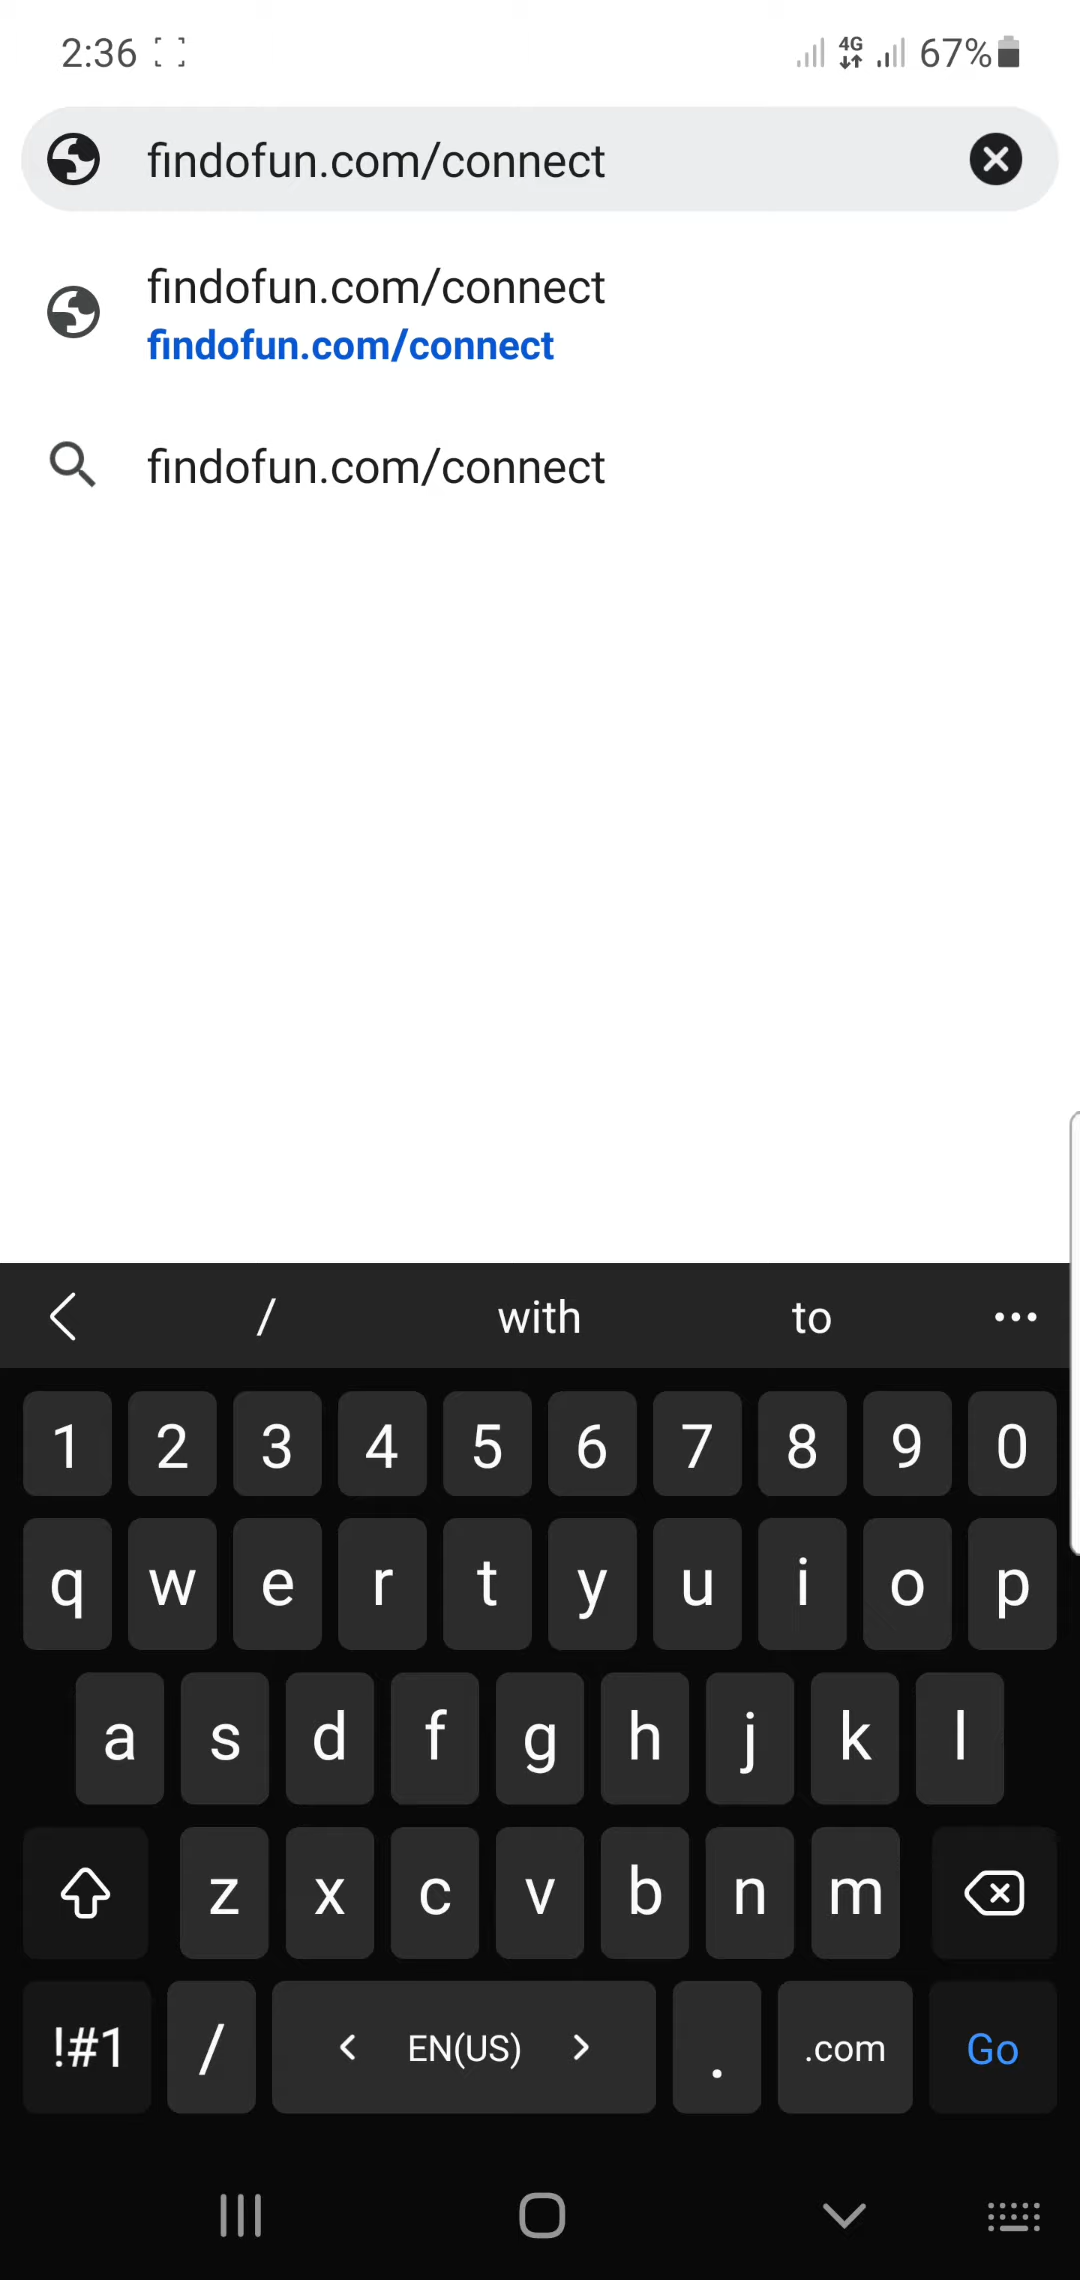 2:36 4G 67%
findofun.com/connect
findofun.com/connect
findofun.com/connect
findofun.com/connect
/ with to
1 2 3 4 5 6 7 8 9 0
q w e r t y u i o p
a s d f g h j k l
z x c v b n m
!#1 / EN(US) . .com Go